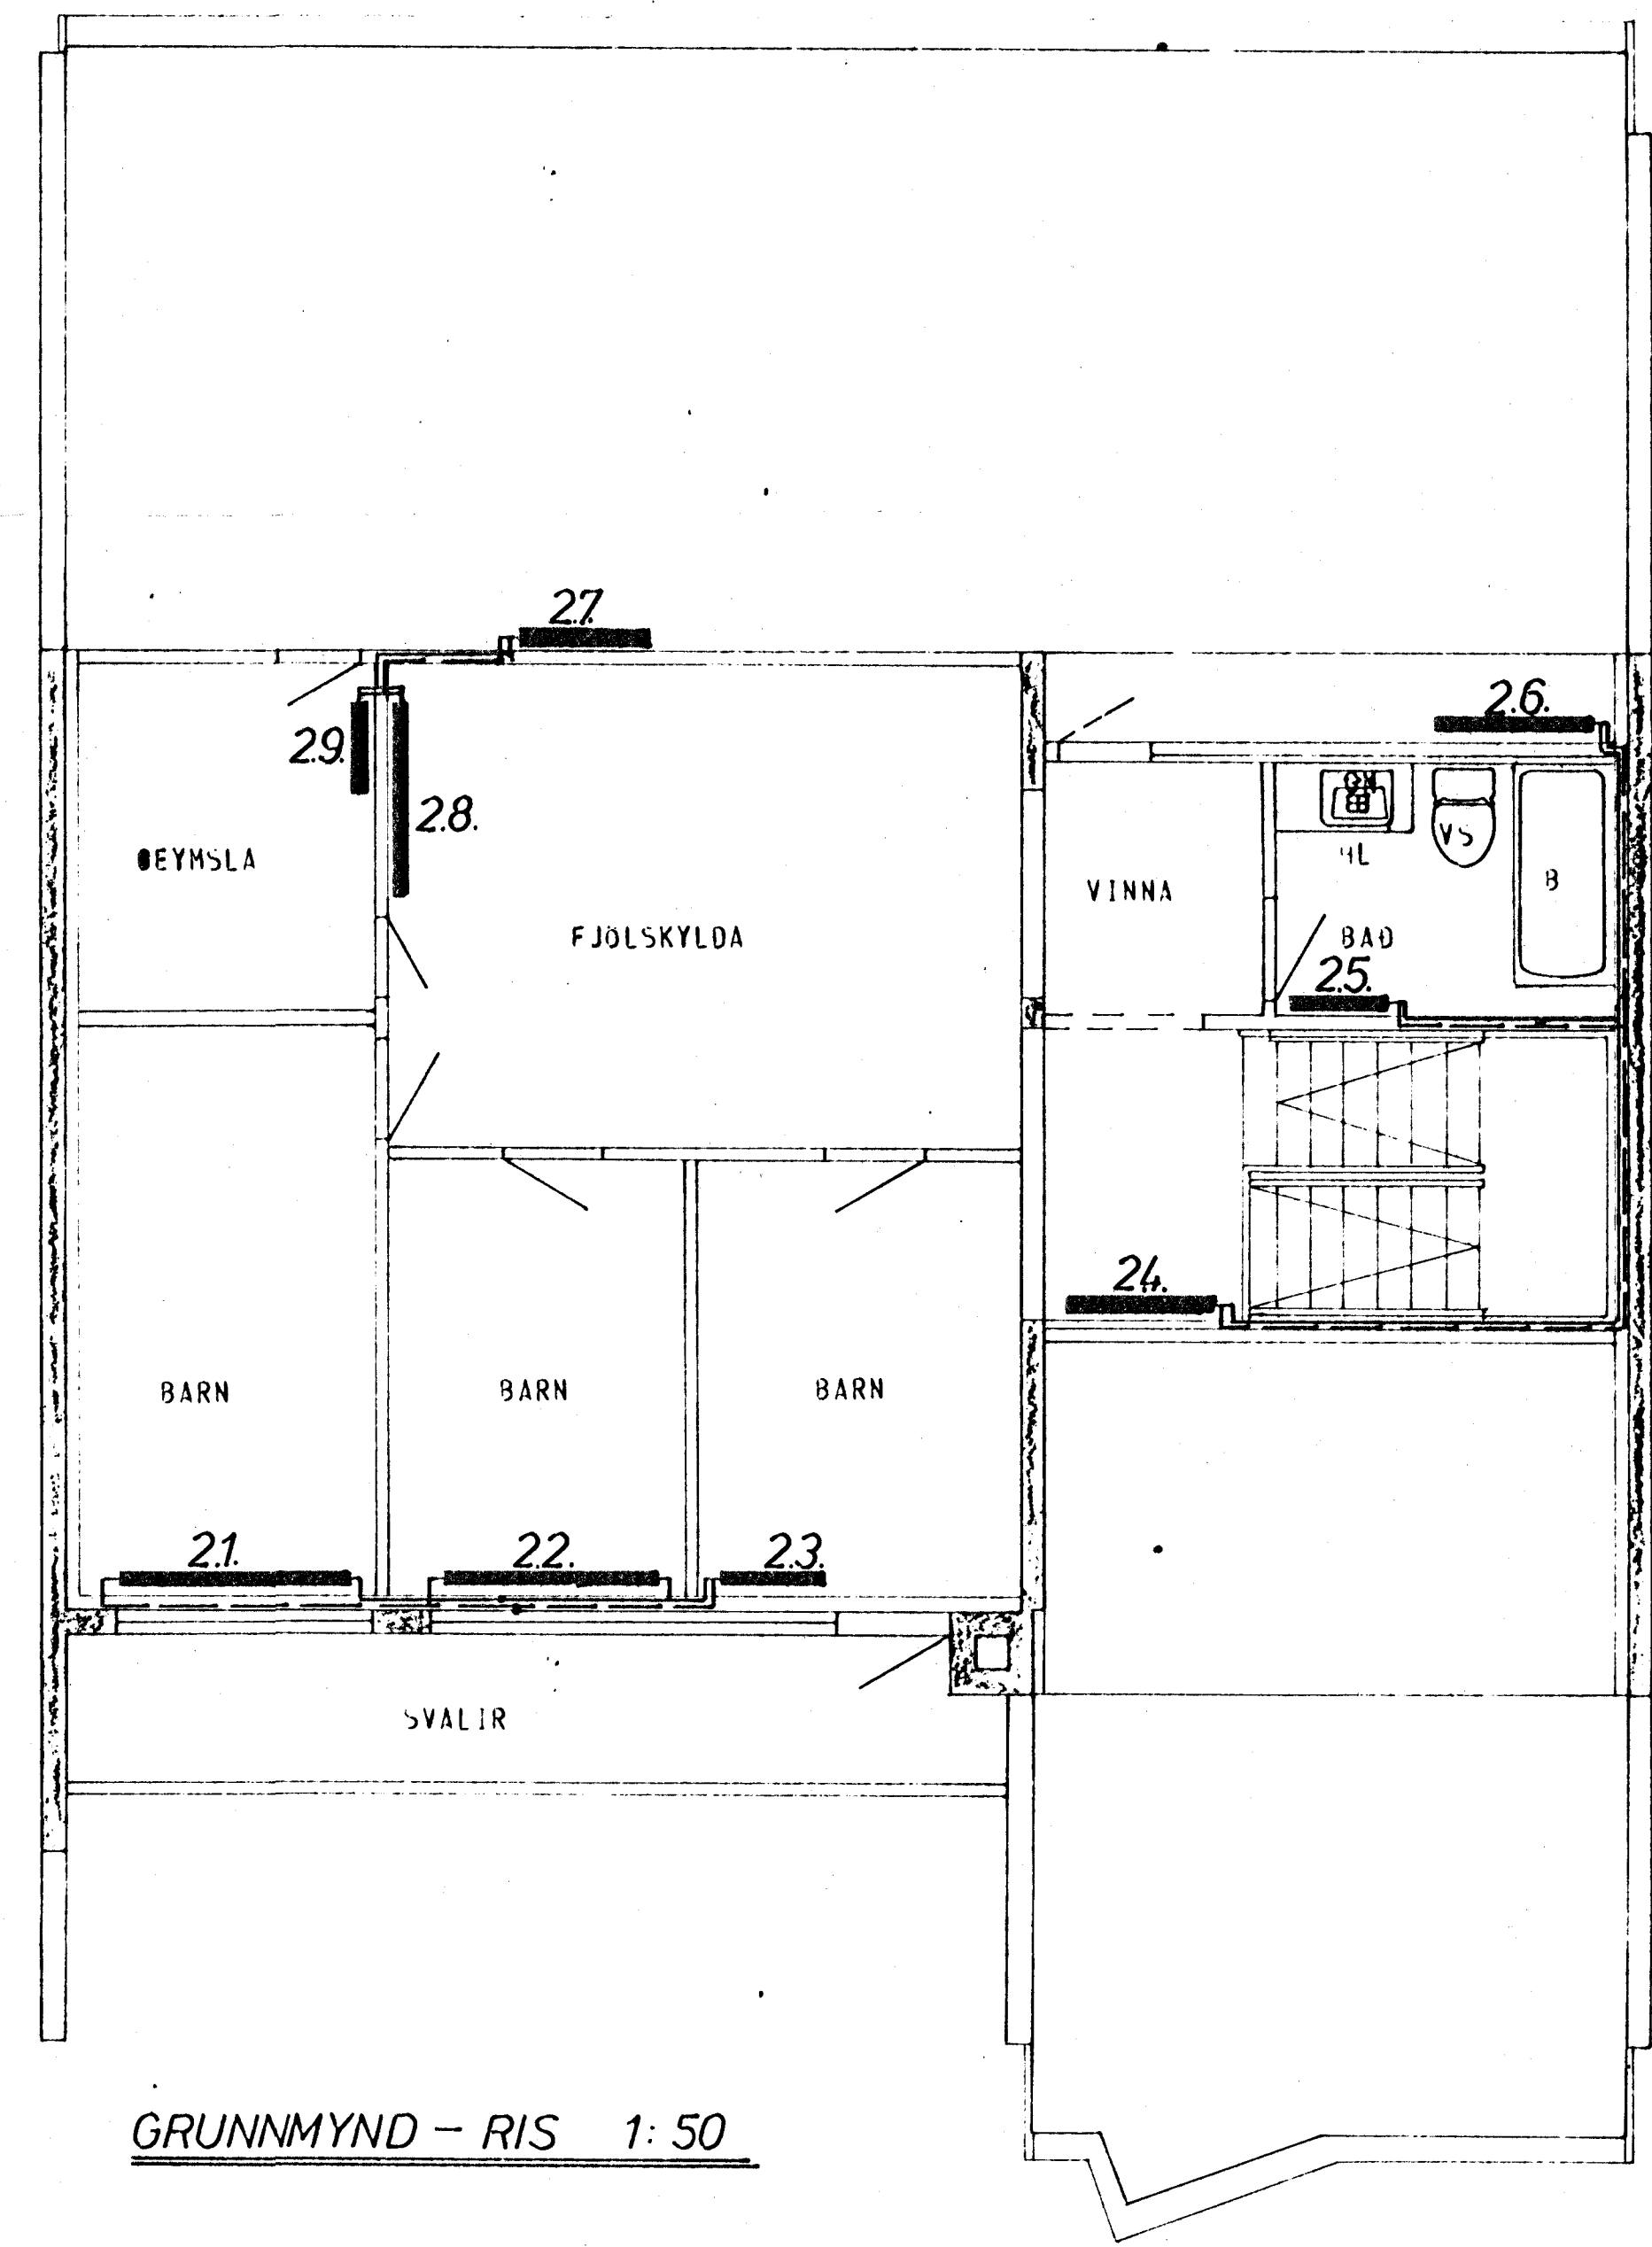 2.7.
2.6.
2.9.
2.8.
GEYMSLA
FJÖLSKYLDA
VINNA
HL
VS
B
BAÐ
2.5.
2.4.
BARN
BARN
BARN
2.1.
2.2.
2.3.
SVALIR
GRUNNMYND - RIS 1:50